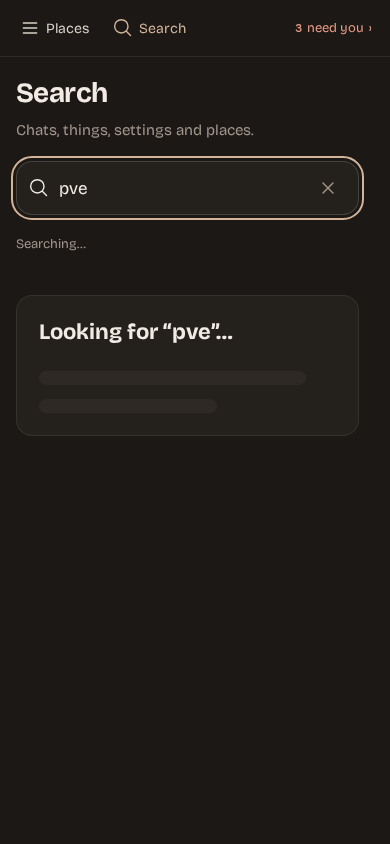 Places
Search
3 need you ›
Search
Chats, things, settings and places.
pve
Searching…
Looking for “pve”…